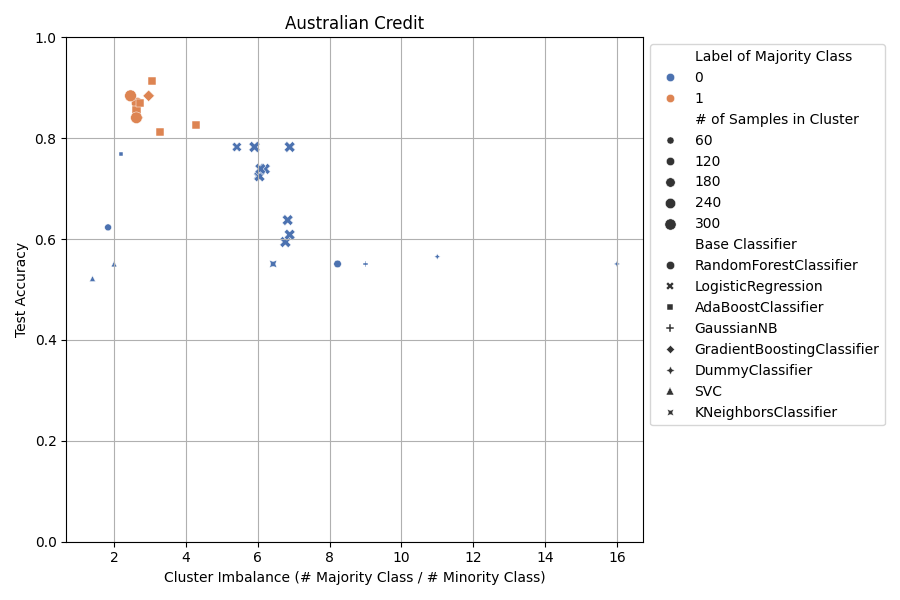 Australian Credit
1.0
0.8
0.6
0.4
0.2
0.0
Test Accuracy
2
4
6
8
10
12
14
16
Cluster Imbalance (# Majority Class / # Minority Class)
Label of Majority Class
0
1
# of Samples in Cluster
60
120
180
240
300
Base Classifier
RandomForestClassifier
LogisticRegression
AdaBoostClassifier
GaussianNB
GradientBoostingClassifier
DummyClassifier
SVC
KNeighborsClassifier